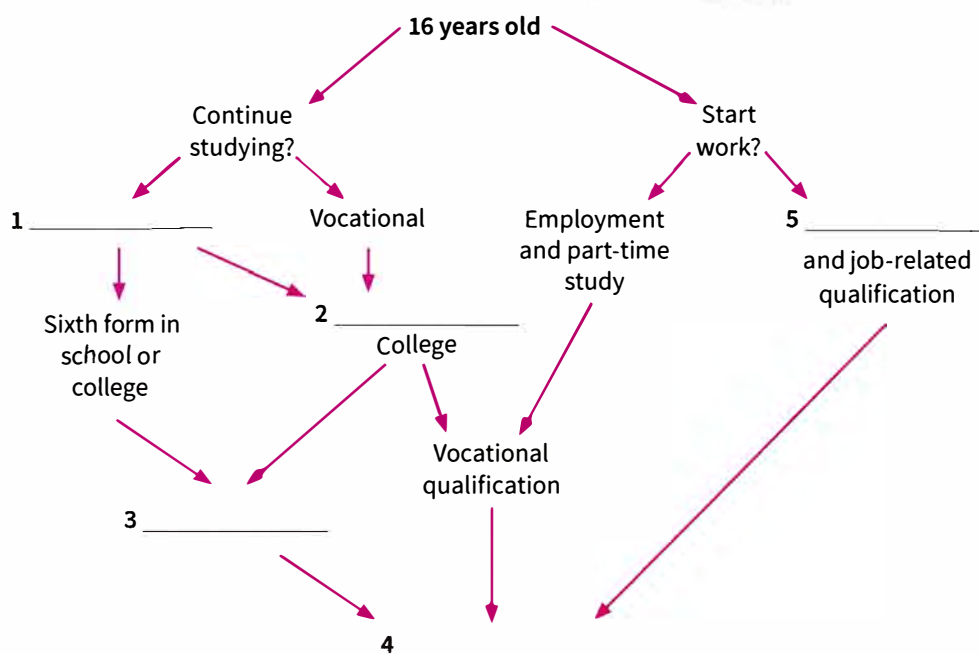 16 years old
Continue
studying?
Start
work?
1
Vocational
Employment
and part-time
study
5
and job-related
qualification
Sixth form in
school or
college
2
College
Vocational
qualification
3
4